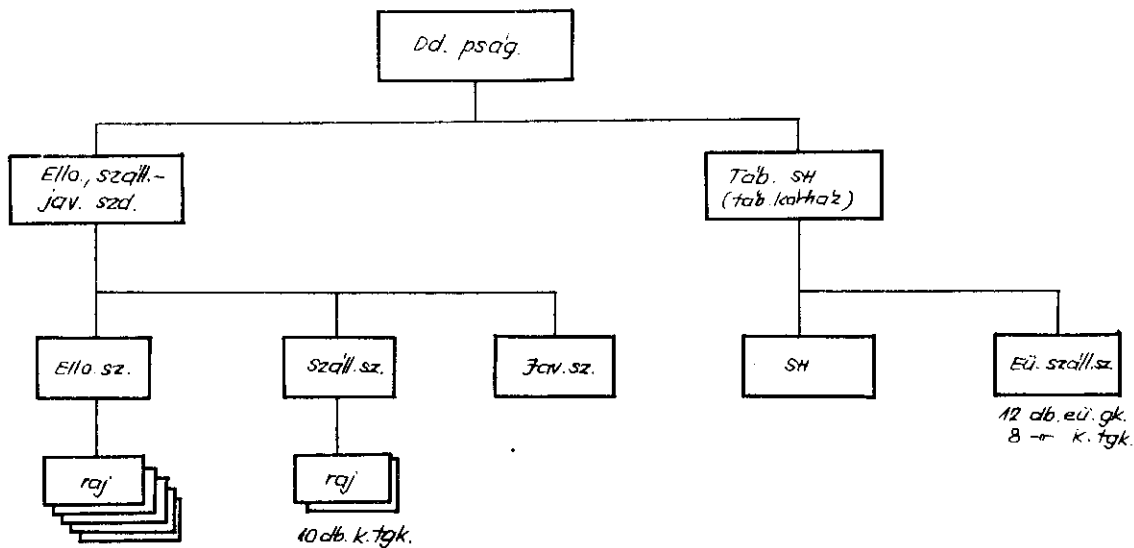 Dd. pság.
Ello., száll.-
jav. szd.
Táb. SH
(táb. kórház)
Ello. sz.
Száll. sz.
Jav. sz.
SH
Eü. száll. sz.
12 db. eü. gk.
8 -"- k. tgk.
raj
raj
10 db. k. tgk.